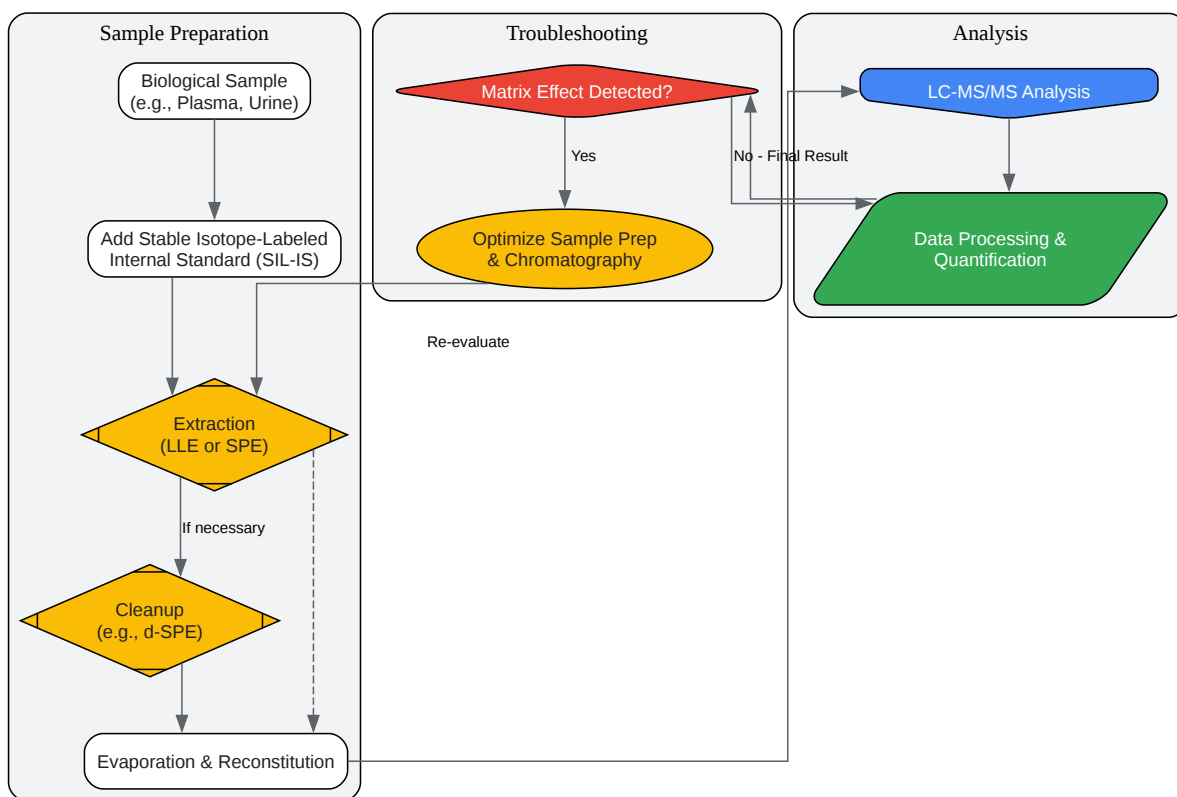 Sample Preparation
Biological Sample
(e.g., Plasma, Urine)
Add Stable Isotope-Labeled
Internal Standard (SIL-IS)
Extraction
(LLE or SPE)
If necessary
Cleanup
(e.g., d-SPE)
Evaporation & Reconstitution
Troubleshooting
Matrix Effect Detected?
Yes
No - Final Result
Optimize Sample Prep
& Chromatography
Re-evaluate
Analysis
LC-MS/MS Analysis
Data Processing &
Quantification